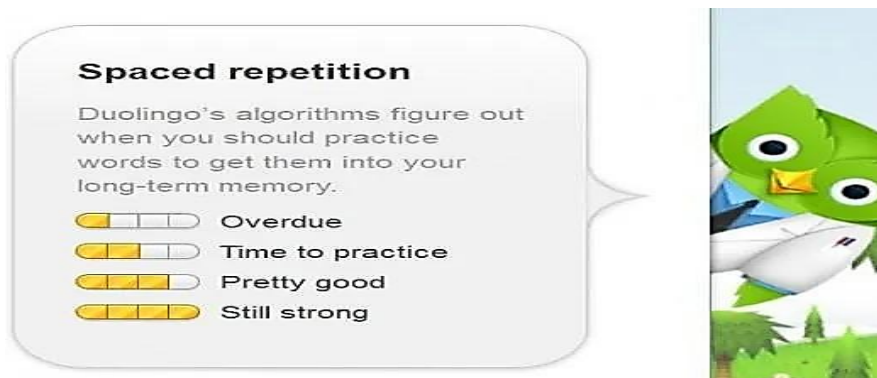 Spaced repetition
Duolingo's algorithms figure out
when you should practice
words to get them into your
long-term memory.
Overdue
Time to practice
Pretty good
Still strong